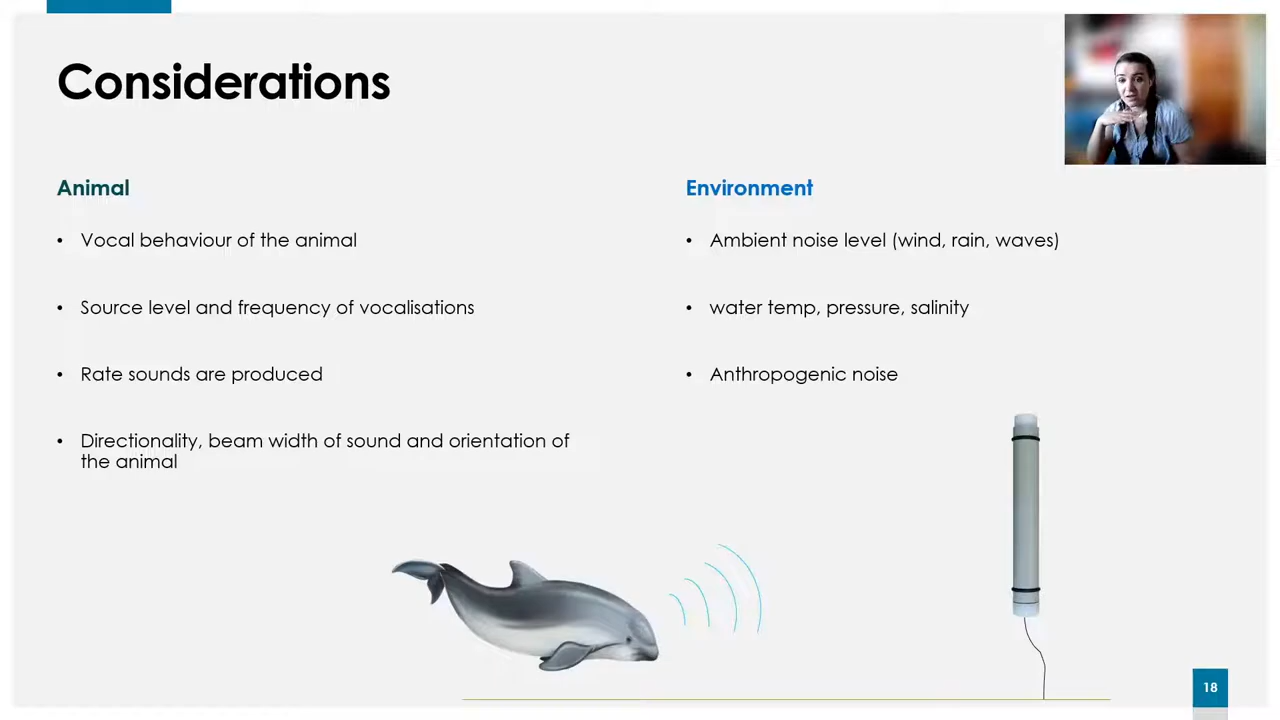 Considerations
Animal
• Vocal behaviour of the animal
• Source level and frequency of vocalisations
• Rate sounds are produced
• Directionality, beam width of sound and orientation of
the animal
Environment
• Ambient noise level (wind, rain, waves)
• water temp, pressure, salinity
• Anthropogenic noise
18